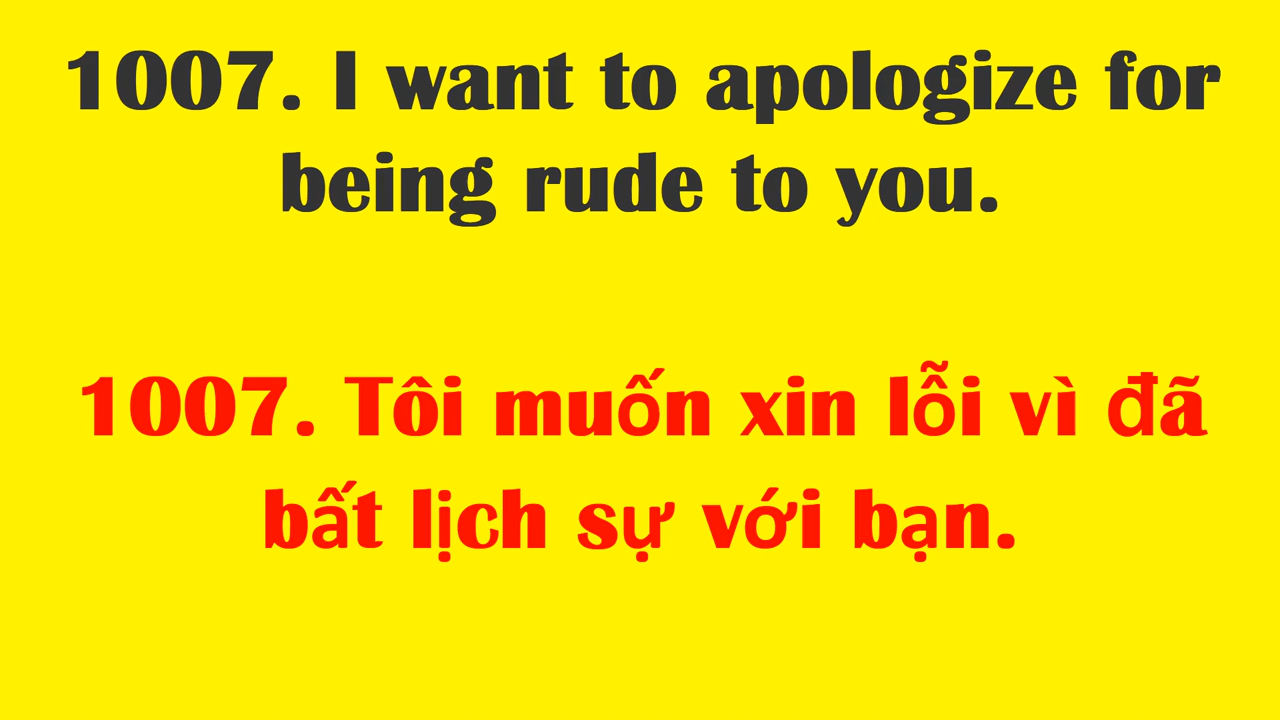 1007. I want to apologize for
being rude to you.
1007. Tôi muốn xin lỗi vì đã
bất lịch sự với bạn.